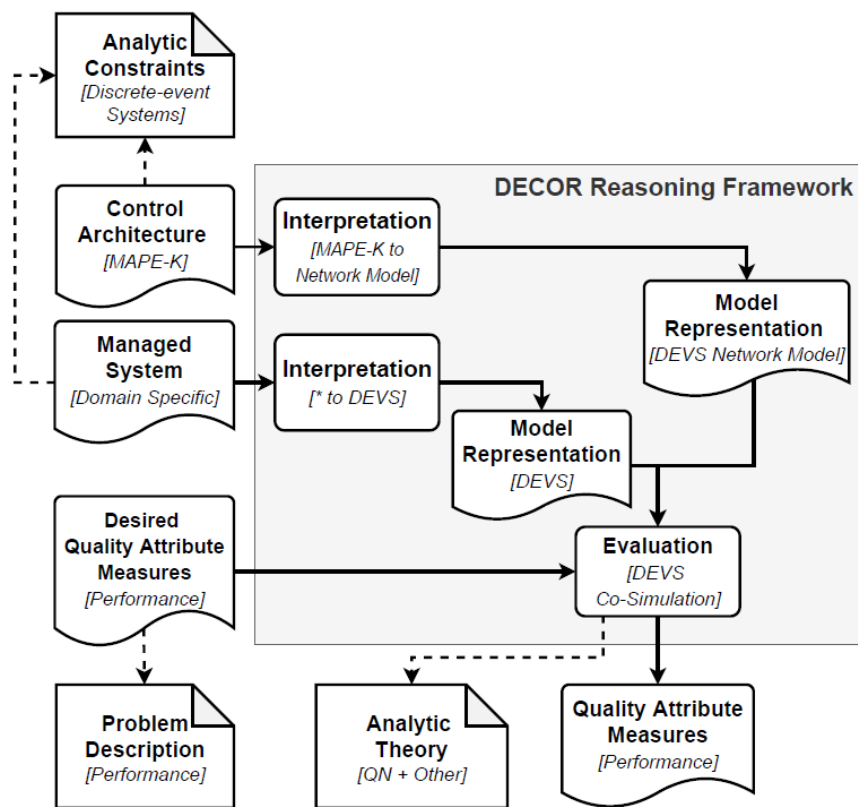 Analytic
Constraints
[Discrete-event
Systems]
DECOR Reasoning Framework
Control
Architecture
[MAPE-K]
Interpretation
[MAPE-K to
Network Model]
Model
Representation
[DEVS Network Model]
Managed
System
[Domain Specific]
Interpretation
[* to DEVS]
Model
Representation
[DEVS]
Desired
Quality Attribute
Measures
[Performance]
Evaluation
[DEVS
Co-Simulation]
Problem
Description
[Performance]
Analytic
Theory
[QN + Other]
Quality Attribute
Measures
[Performance]